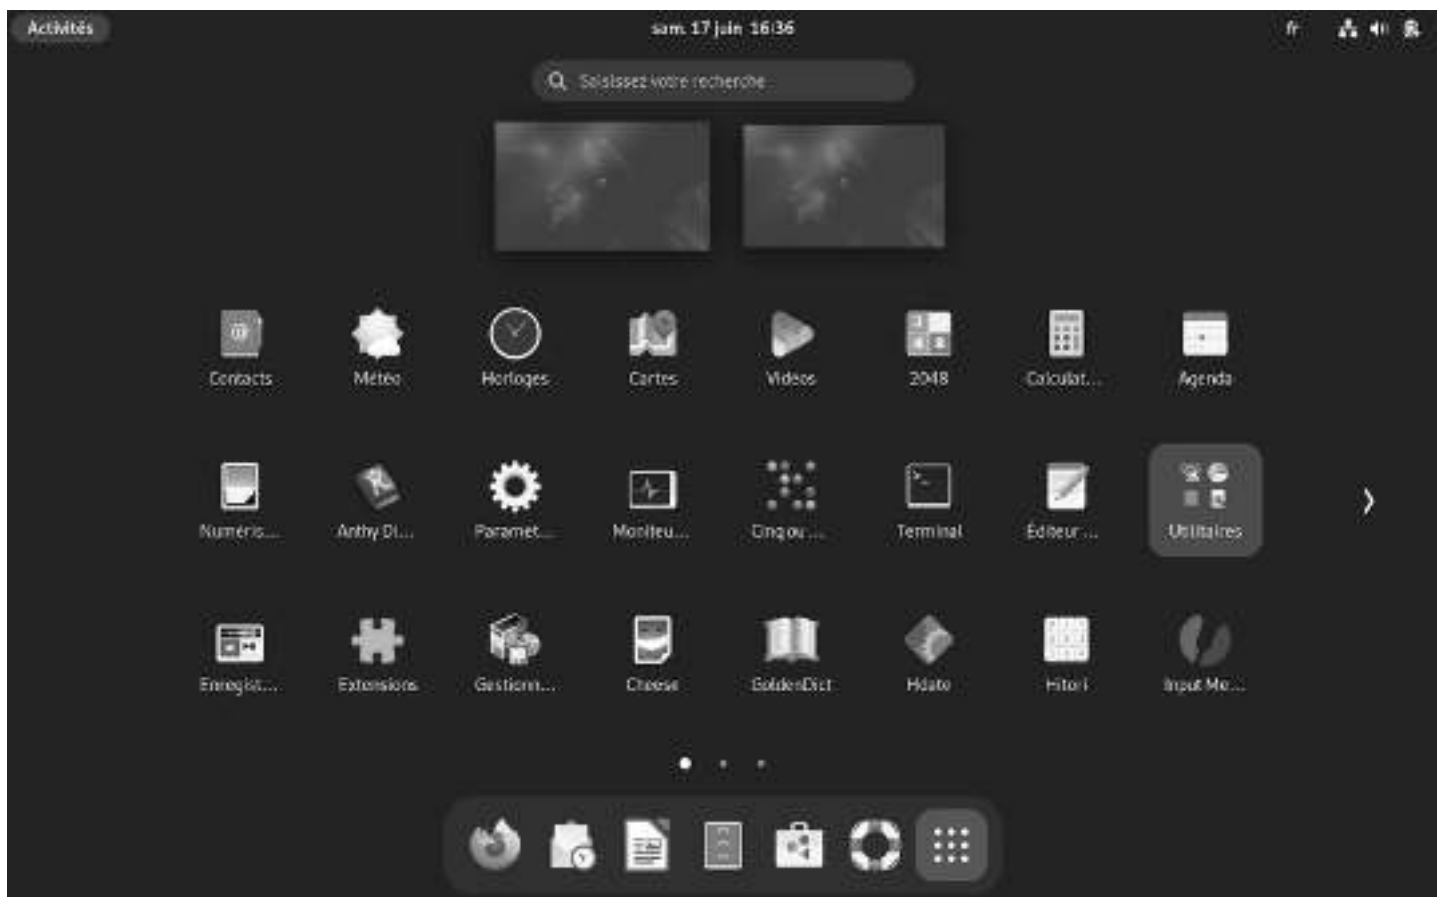 Activités
sam. 17 juin 16:36
fr
Saisissez votre recherche
Contacts Météo Horloges Cartes Vidéos 2048 Calculat... Agenda
Numéris... Anthy Di... Paramèt... Moniteu... Cinq ou ... Terminal Éditeur ... Utilitaires
Enregist... Extensions Gestionn... Cheese GoldenDict Hdate Hitori Input Me...